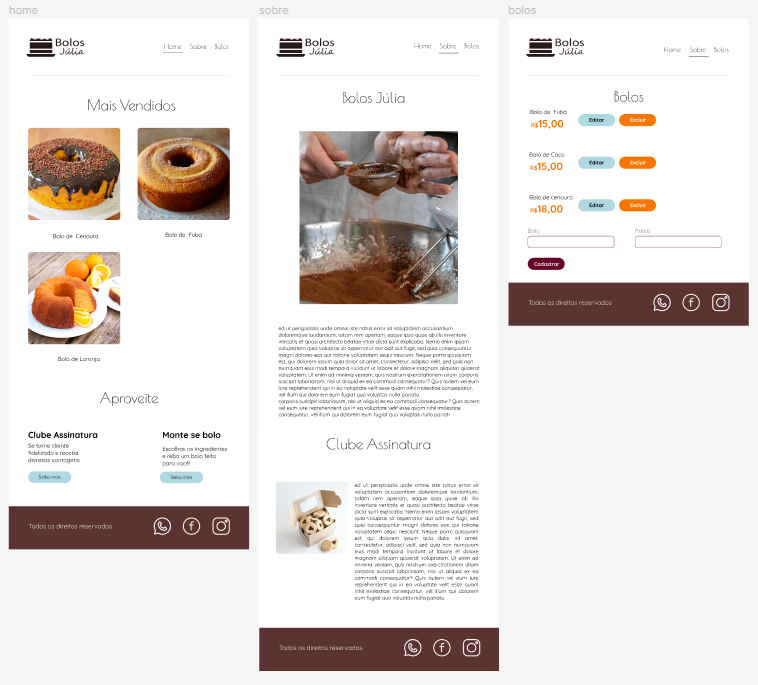 home
Bolos
Júlia
Home Sobre Bolos
Mais Vendidos
Bolo de Cenoura
Bolo de Fubá
Bolo de Laranja
Aproveite
Clube Assinatura
Se torne cliente
fidelizado e receba
diversas vantagens
Saiba mais
Monte se bolo
Escolhas os ingredientes
e reba um bolo feito
para você!
Saiba mais
Todos os direitos reservados
sobre
Bolos
Júlia
Home Sobre Bolos
Bolos Júlia
ed ut perspiciatis unde omnis iste natus error sit voluptatem accusantium
doloremque laudantium, totam rem aperiam, eaque ipsa quae ab illo inventore
veritatis et quasi architecto beatae vitae dicta sunt explicabo. Nemo enim ipsam
voluptatem quia voluptas sit aspernatur aut odit aut fugit, sed quia consequuntur
magni dolores eos qui ratione voluptatem sequi nesciunt. Neque porro quisquam
est, qui dolorem ipsum quia dolor sit amet, consectetur, adipisci velit, sed quia non
numquam eius modi tempora incidunt ut labore et dolore magnam aliquam quaerat
voluptatem. Ut enim ad minima veniam, quis nostrum exercitationem ullam corporis
suscipit laboriosam, nisi ut aliquid ex ea commodi consequatur? Quis autem vel eum
iure reprehenderit qui in ea voluptate velit esse quam nihil molestiae consequatur,
vel illum qui dolorem eum fugiat quo voluptas nulla pariatu
corporis suscipit laboriosam, nisi ut aliquid ex ea commodi consequatur? Quis autem
vel eum iure fugiat quo voluptas velit esse quam nihil molestiae
consequatur, vel illum qui dolorem eum fugiat quo voluptas nulla pariat
Clube Assinatura
ed ut perspiciatis unde omnis iste natus error sit
voluptatem accusantium doloremque laudantium,
totam rem aperiam, eaque ipsa quae ab illo
inventore veritatis et quasi architecto beatae vitae
dicta sunt explicabo. Nemo enim ipsam voluptatem
quia voluptas sit aspernatur aut odit aut fugit, sed
quia consequuntur magni dolores eos qui ratione
voluptatem sequi nesciunt. Neque porro quisquam
est, qui dolorem ipsum quia dolor sit amet,
consectetur, adipisci velit, sed quia non numquam
eius modi tempora incidunt ut labore et dolore
magnam aliquam quaerat voluptatem. Ut enim ad
minima veniam, quis nostrum exercitationem ullam
corporis suscipit laboriosam, nisi ut aliquid ex ea
commodi consequatur? Quis autem vel eum iure
reprehenderit qui in ea voluptate velit esse quam
nihil molestiae consequatur, vel illum qui dolorem
eum fugiat quo voluptas nulla pariatu
Todos os direitos reservados
bolos
Bolos
Júlia
Home Sobre Bolos
Bolos
Bolo de Fubá
R$15,00
Editar Excluir
Bolo de Coco
R$15,00
Editar Excluir
Bolo de cenoura
R$18,00
Editar Excluir
Bolo Preço
Cadastrar
Todos os direitos reservados